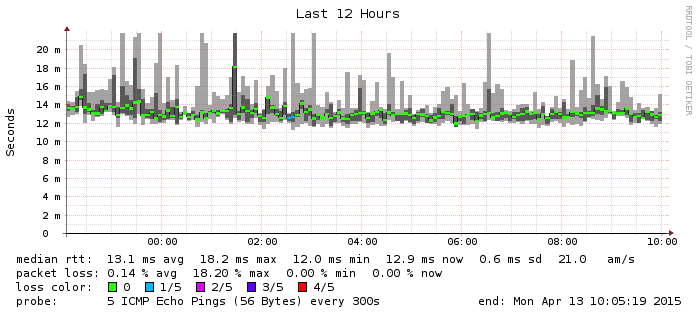 Last 12 Hours
RRDTOOL / TOBI OETIKER
Seconds
20 m
18 m
16 m
14 m
12 m
10 m
8 m
6 m
4 m
2 m
0
00:00 02:00 04:00 06:00 08:00 10:00
median rtt: 13.1 ms avg 18.2 ms max 12.0 ms min 12.9 ms now 0.6 ms sd 21.0 am/s
packet loss: 0.14 % avg 18.20 % max 0.00 % min 0.00 % now
loss color: 0 1/5 2/5 3/5 4/5
probe: 5 ICMP Echo Pings (56 Bytes) every 300s end: Mon Apr 13 10:05:19 2015